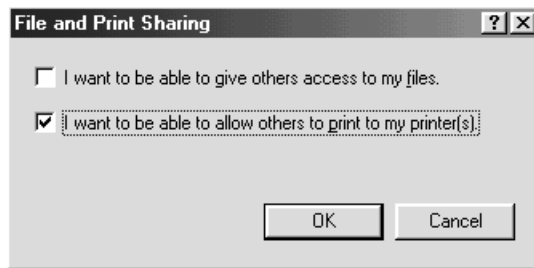 File and Print Sharing
I want to be able to give others access to my files.
I want to be able to allow others to print to my printer(s).
OK
Cancel